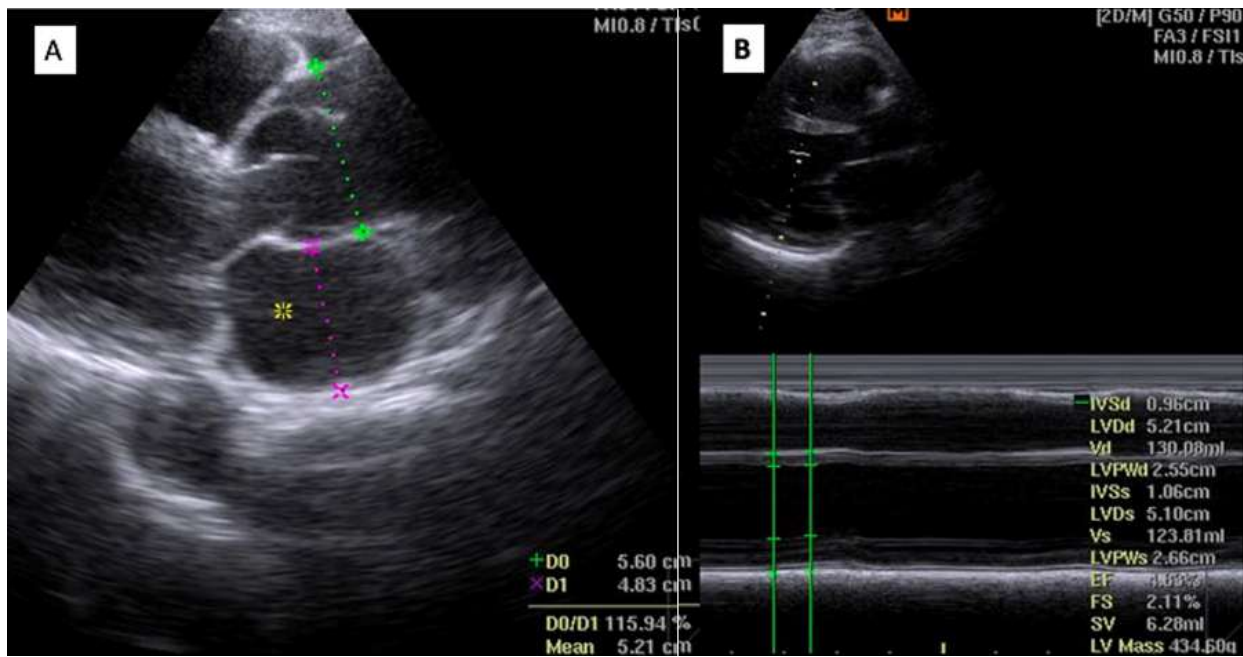 A
MI0.8 / TIs
D0 5.60 cm
D1 4.83 cm
D0/D1 115.94 %
Mean 5.21 cm
B
M
[2D/M] G50 / P90
FA3 / FSI1
MI0.8 / TIs
IVSd 0.96cm
LVDd 5.21cm
Vd 130.08ml
LVPWd 2.55cm
IVSs 1.06cm
LVDs 5.10cm
Vs 123.81ml
LVPWs 2.66cm
EF
FS 2.11%
SV 6.28ml
LV Mass 434.60g